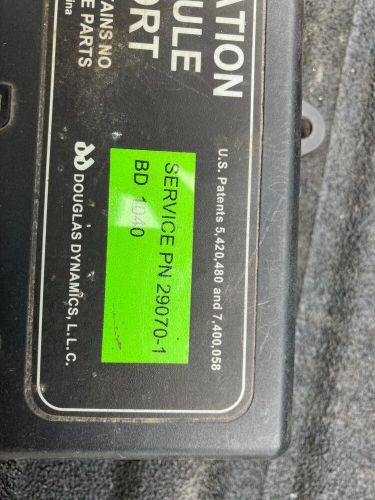 ATION
ULE
ORT
TAINS NO
E PARTS
ina
U.S. Patents 5,420,480 and 7,400,058
SERVICE PN 29070-1
BD 1040
DOUGLAS DYNAMICS, L.L.C.